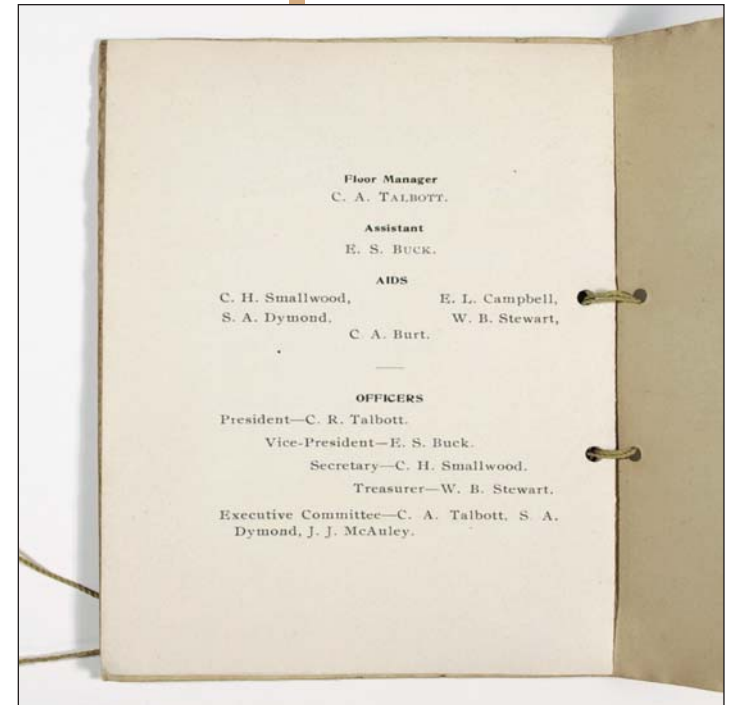 Floor Manager
C. A. TALBOTT.
Assistant
E. S. BUCK.
AIDS
C. H. Smallwood, E. L. Campbell,
S. A. Dymond, W. B. Stewart,
C. A. Burt.
OFFICERS
President—C. R. Talbott.
Vice-President—E. S. Buck.
Secretary—C. H. Smallwood.
Treasurer—W. B. Stewart.
Executive Committee—C. A. Talbott, S. A.
Dymond, J. J. McAuley.